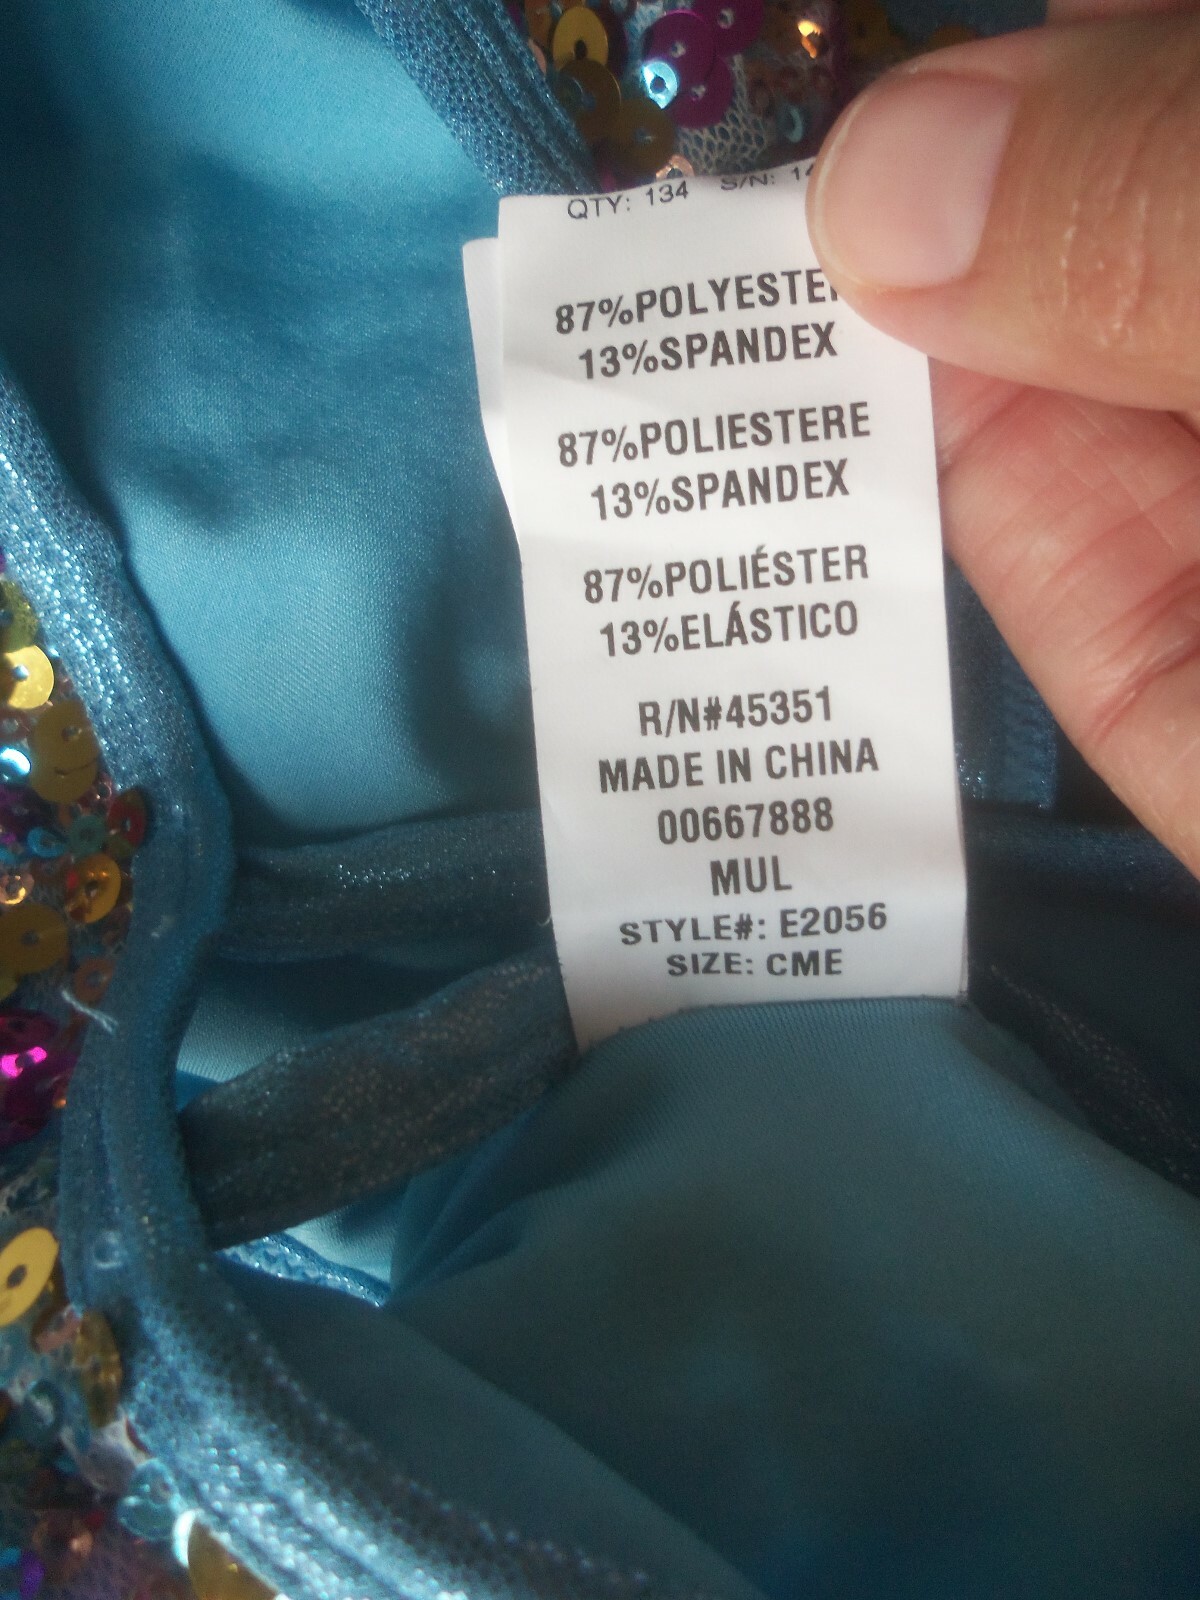 QTY: 134 S/N:
87%POLYESTER
13%SPANDEX
87%POLIESTERE
13%SPANDEX
87%POLIÉSTER
13%ELÁSTICO
R/N#45351
MADE IN CHINA
00667888
MUL
STYLE#: E2056
SIZE: CME